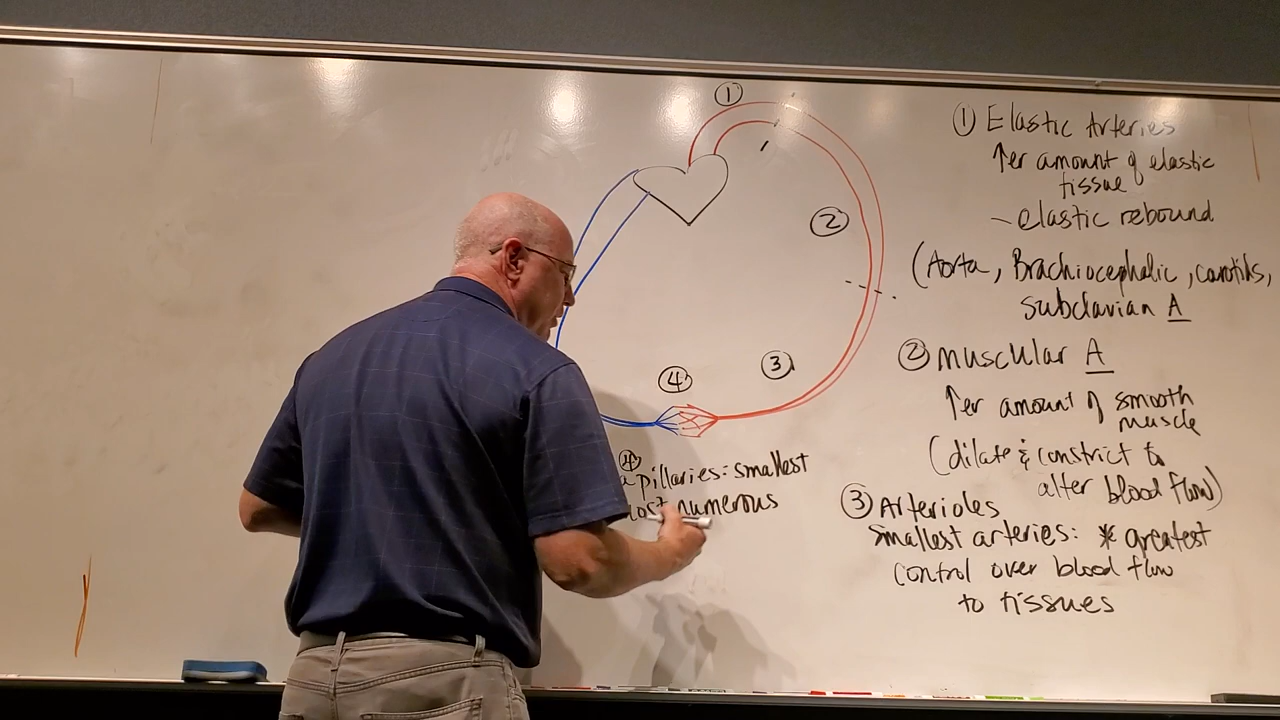 ①
②
③
④
① Elastic Arteries
↑er amount of elastic
tissue
- elastic rebound
(Aorta, Brachiocephalic, carotids,
subclavian A
② muscular A
↑er amount of smooth
muscle
(dilate & constrict to
alter blood flow)
③ Arterioles
smallest arteries: * greatest
control over blood flow
to tissues
④
apillaries: smallest
ost numerous